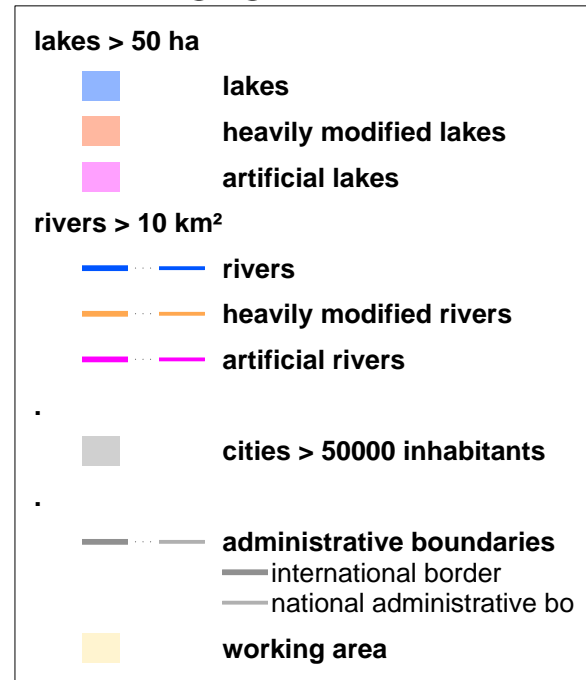 lakes > 50 ha
lakes
heavily modified lakes
artificial lakes
rivers > 10 km²
rivers
heavily modified rivers
artificial rivers
.
cities > 50000 inhabitants
.
administrative boundaries
international border
national administrative bo
working area